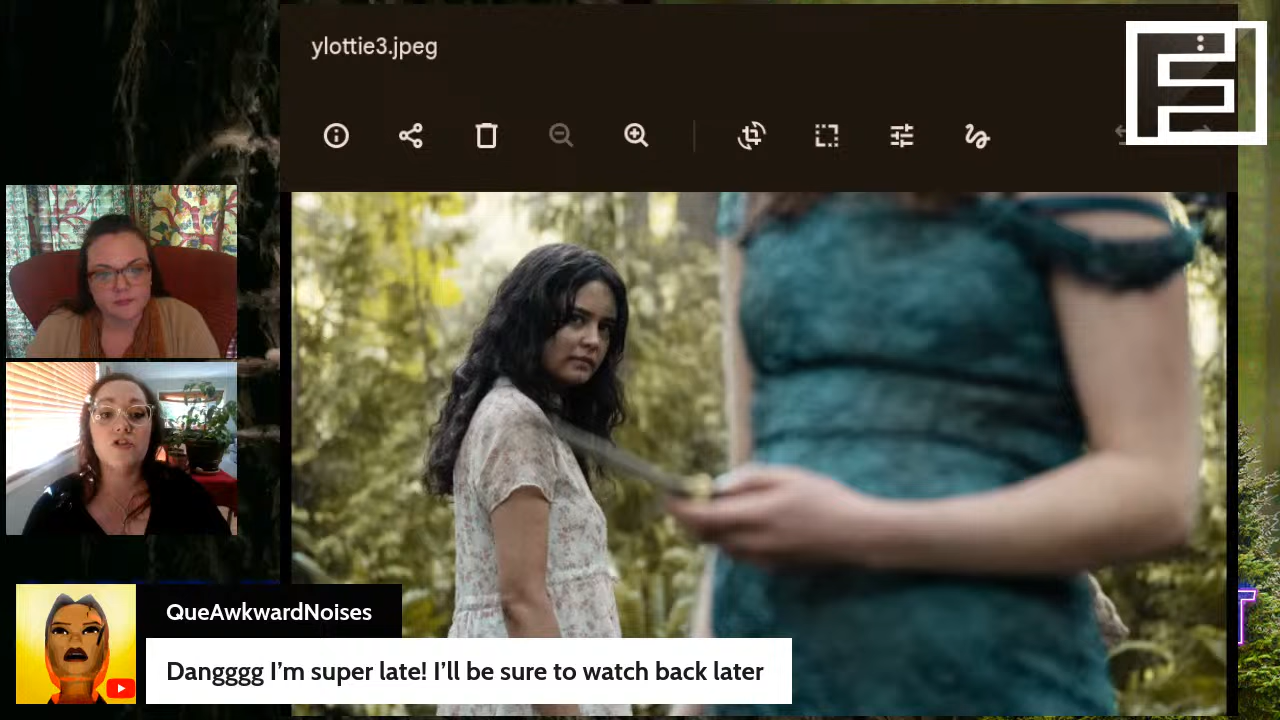 ylottie3.jpeg
QueAwkwardNoises
Dangggg I’m super late! I’ll be sure to watch back later